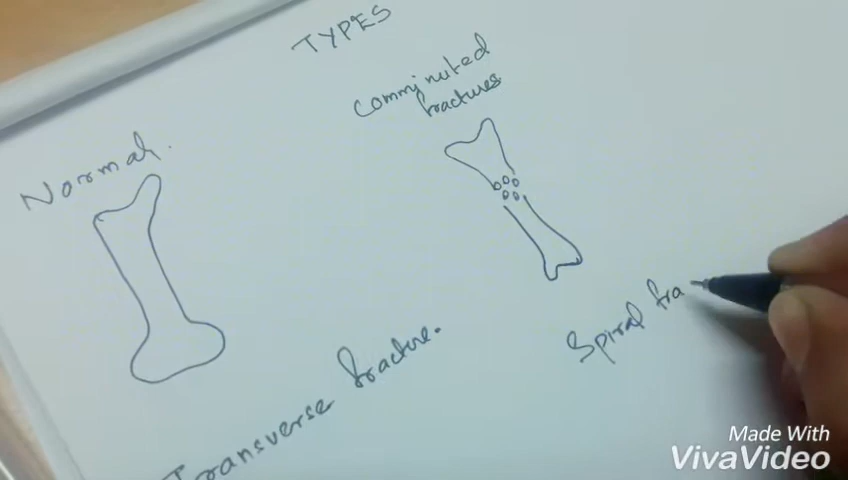 TYPES
Comminuted
fractures
Normal.
Transverse fracture.
Spiral fra
Made With
VivaVideo